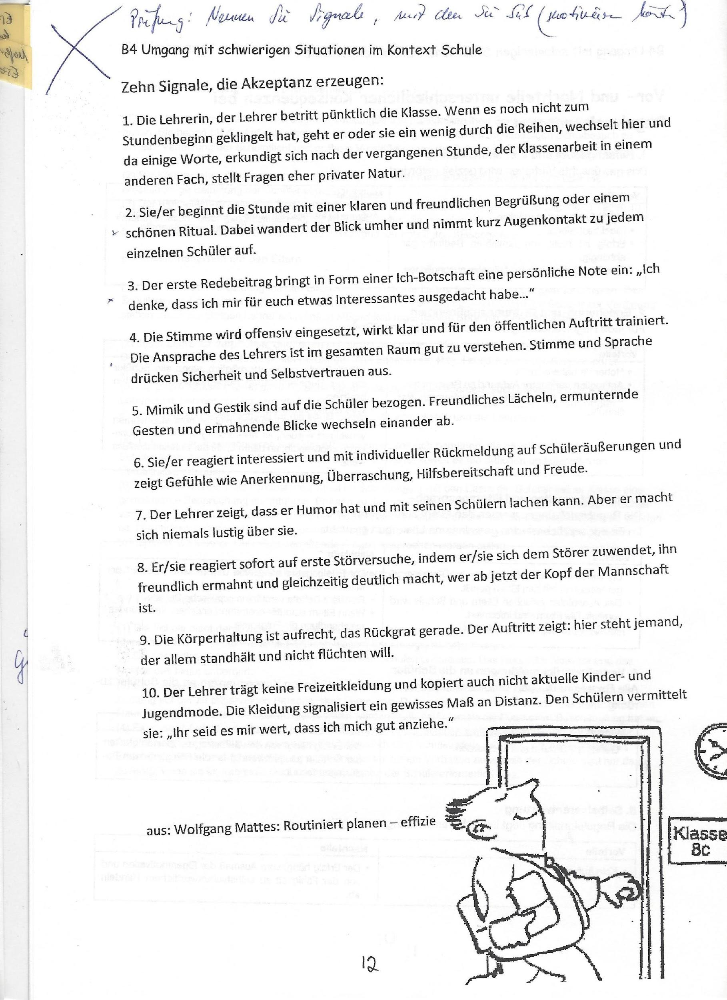 Prüfung: Nennen Sie Signale, mit den Sie SuS (motivieren könn)
B4 Umgang mit schwierigen Situationen im Kontext Schule
Zehn Signale, die Akzeptanz erzeugen:
1. Die Lehrerin, der Lehrer betritt pünktlich die Klasse. Wenn es noch nicht zum
Stundenbeginn geklingelt hat, geht er oder sie ein wenig durch die Reihen, wechselt hier und
da einige Worte, erkundigt sich nach der vergangenen Stunde, der Klassenarbeit in einem
anderen Fach, stellt Fragen eher privater Natur.
2. Sie/er beginnt die Stunde mit einer klaren und freundlichen Begrüßung oder einem
schönen Ritual. Dabei wandert der Blick umher und nimmt kurz Augenkontakt zu jedem
einzelnen Schüler auf.
3. Der erste Redebeitrag bringt in Form einer Ich-Botschaft eine persönliche Note ein: „Ich
denke, dass ich mir für euch etwas Interessantes ausgedacht habe...“
4. Die Stimme wird offensiv eingesetzt, wirkt klar und für den öffentlichen Auftritt trainiert.
Die Ansprache des Lehrers ist im gesamten Raum gut zu verstehen. Stimme und Sprache
drücken Sicherheit und Selbstvertrauen aus.
5. Mimik und Gestik sind auf die Schüler bezogen. Freundliches Lächeln, ermunternde
Gesten und ermahnende Blicke wechseln einander ab.
6. Sie/er reagiert interessiert und mit individueller Rückmeldung auf Schüleräußerungen und
zeigt Gefühle wie Anerkennung, Überraschung, Hilfsbereitschaft und Freude.
7. Der Lehrer zeigt, dass er Humor hat und mit seinen Schülern lachen kann. Aber er macht
sich niemals lustig über sie.
8. Er/sie reagiert sofort auf erste Störversuche, indem er/sie sich dem Störer zuwendet, ihn
freundlich ermahnt und gleichzeitig deutlich macht, wer ab jetzt der Kopf der Mannschaft
ist.
9. Die Körperhaltung ist aufrecht, das Rückgrat gerade. Der Auftritt zeigt: hier steht jemand,
der allem standhält und nicht flüchten will.
10. Der Lehrer trägt keine Freizeitkleidung und kopiert auch nicht aktuelle Kinder- und
Jugendmode. Die Kleidung signalisiert ein gewisses Maß an Distanz. Den Schülern vermittelt
sie: „Ihr seid es mir wert, dass ich mich gut anziehe.“
aus: Wolfgang Mattes: Routiniert planen – effizie
Klasse
8c
12